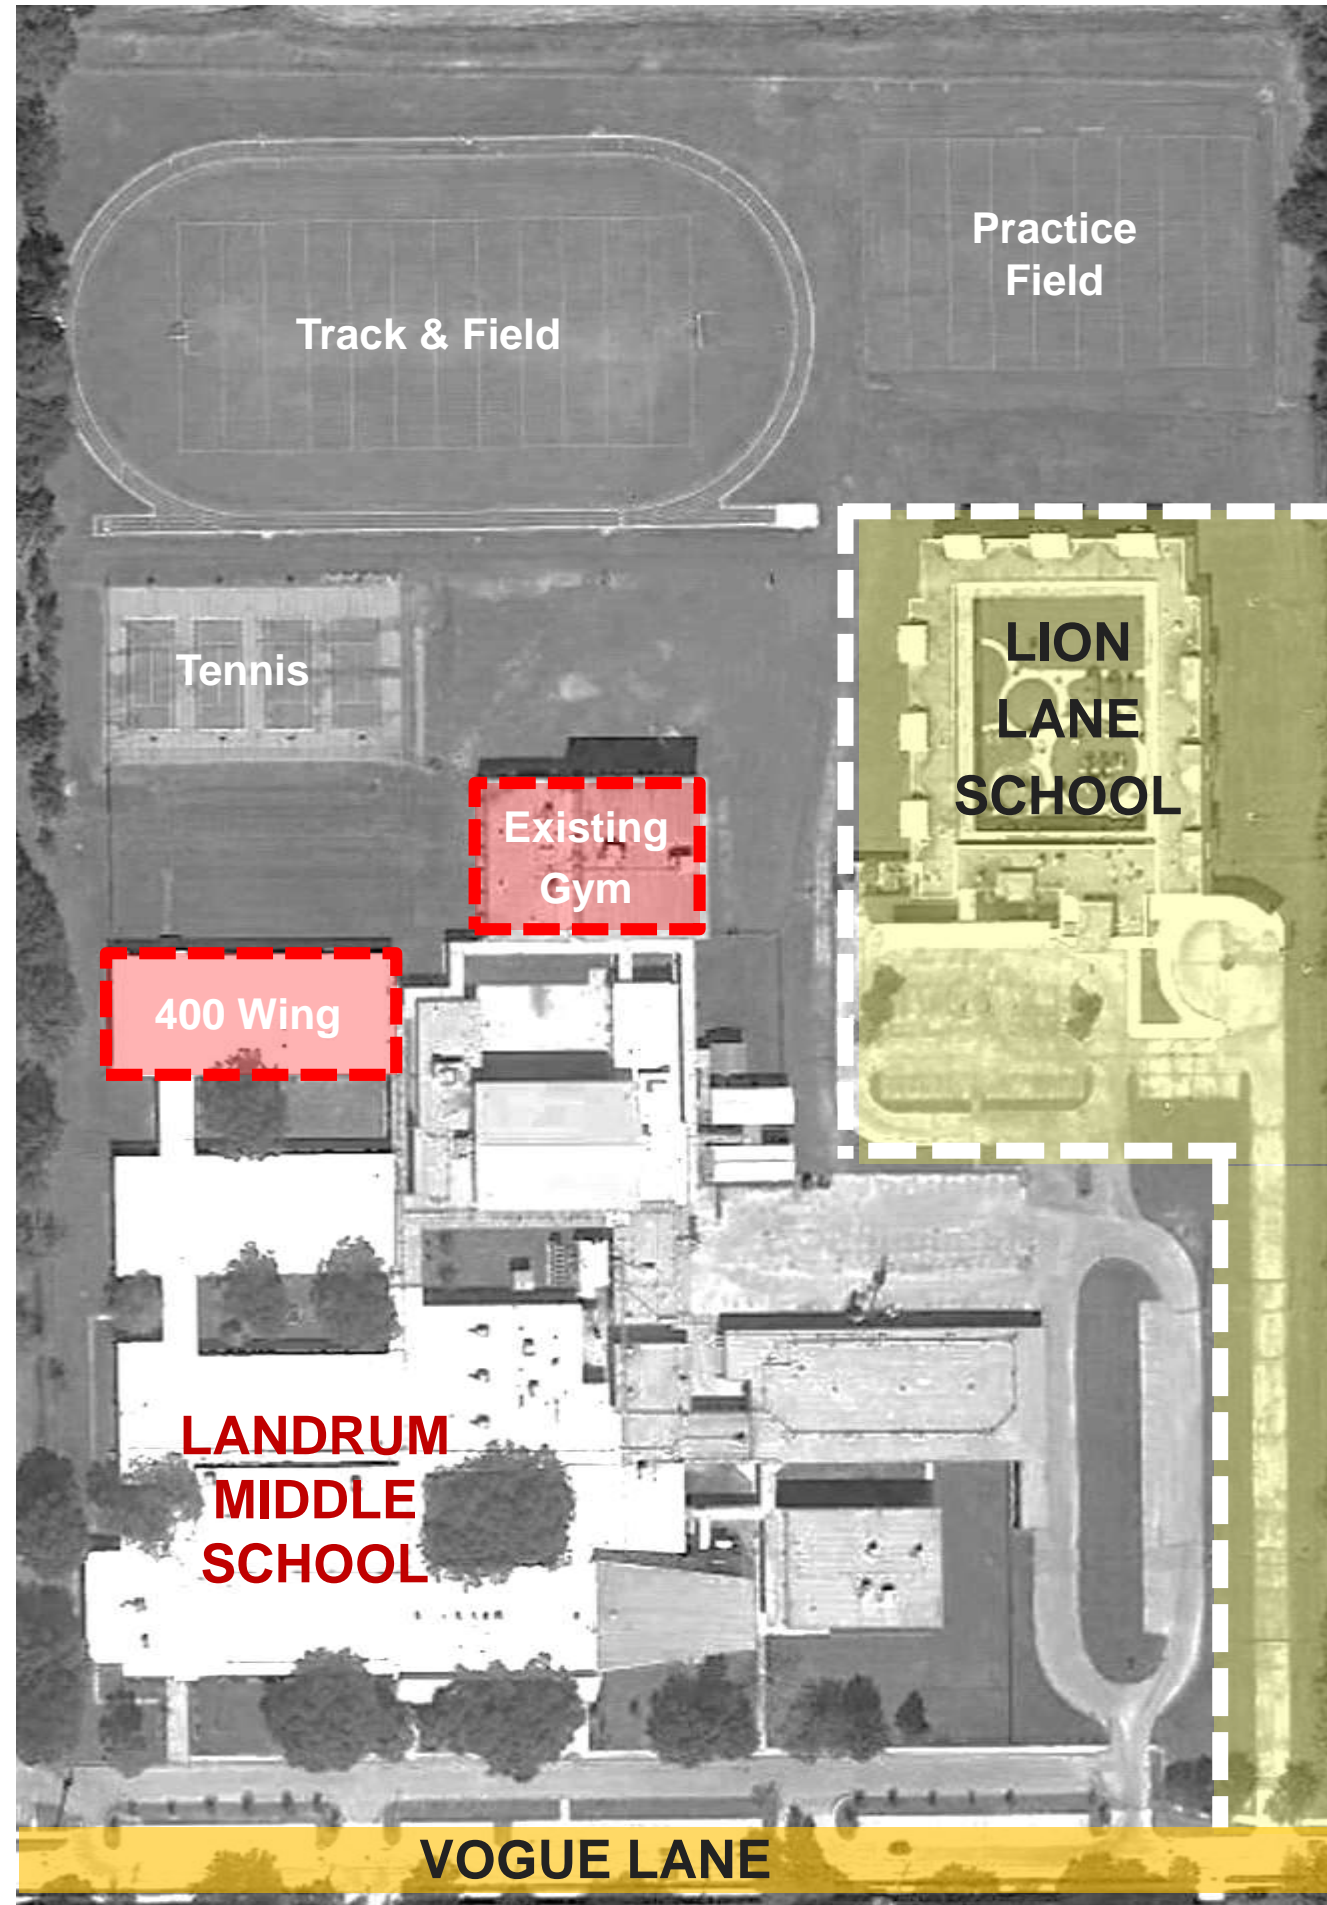 Practice
Field
Track & Field
LION
LANE
SCHOOL
Tennis
Existing
Gym
400 Wing
LANDRUM
MIDDLE
SCHOOL
VOGUE LANE